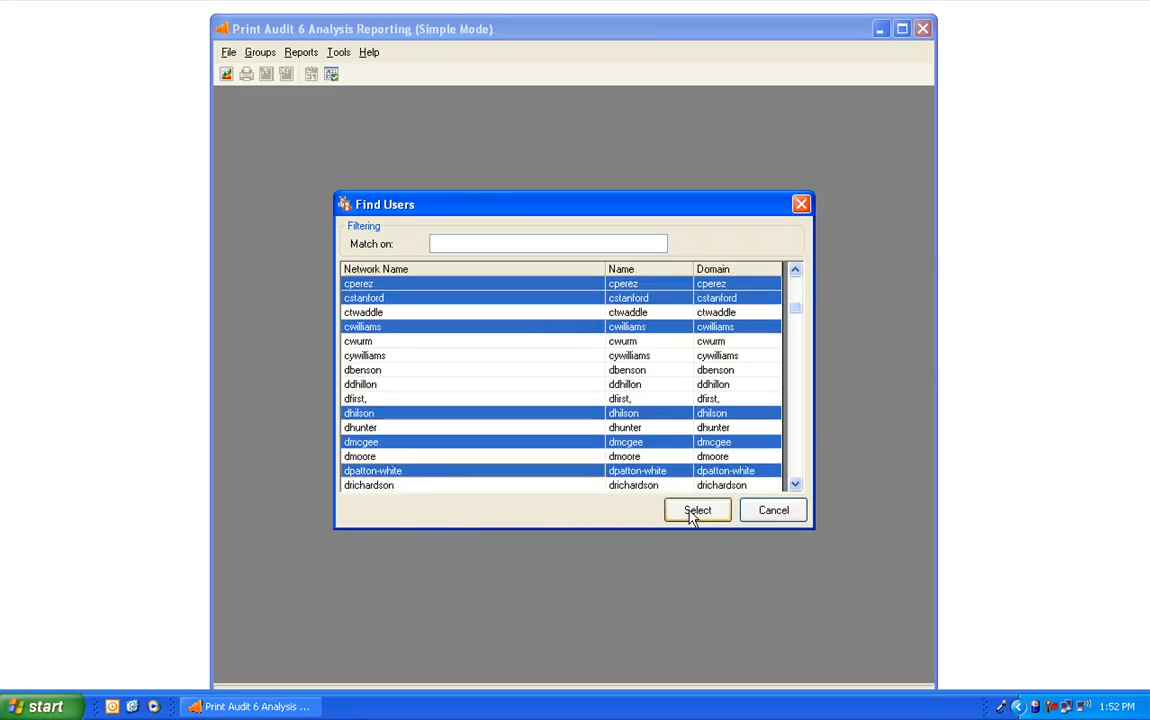 Print Audit 6 Analysis Reporting (Simple Mode)
File Groups Reports Tools Help
Find Users
Filtering
Match on:
Network Name Name Domain
cperez cperez cperez
cstanford cstanford cstanford
ctwaddle ctwaddle ctwaddle
cwilliams cwilliams cwilliams
cwurm cwurm cwurm
cywilliams cywilliams cywilliams
dbenson dbenson dbenson
ddhillon ddhillon ddhillon
dfirst, dfirst, dfirst,
dhilson dhilson dhilson
dhunter dhunter dhunter
dmcgee dmcgee dmcgee
dmoore dmoore dmoore
dpatton-white dpatton-white dpatton-white
drichardson drichardson drichardson
Select Cancel
start Print Audit 6 Analysis ... 1:52 PM